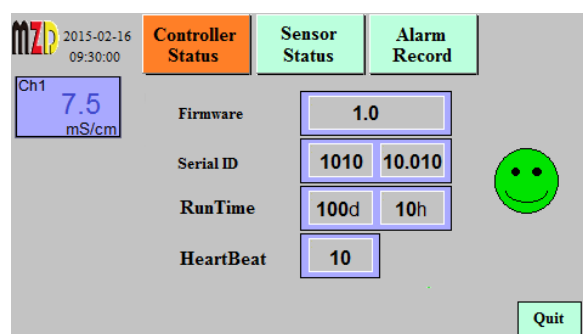 MZD 2015-02-16
09:30:00
Controller
Status
Sensor
Status
Alarm
Record
Ch1
7.5
mS/cm
Firmware 1.0
Serial ID 1010 10.010
RunTime 100d 10h
HeartBeat 10
Quit